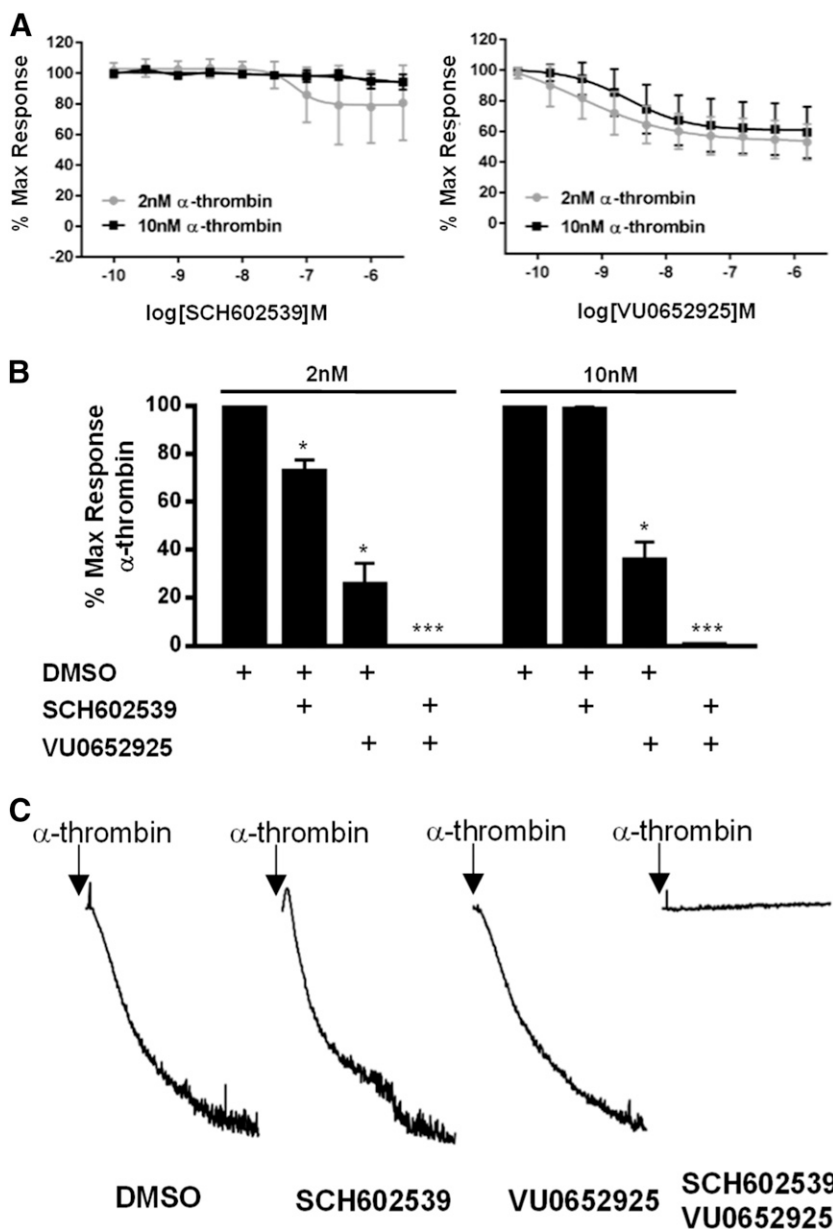 A
% Max Response
120
100
80
60
40
20
0
-20
2nM α-thrombin
10nM α-thrombin
-10 -9 -8 -7 -6
log[SCH602539]M
% Max Response
120
100
80
60
40
20
0
2nM α-thrombin
10nM α-thrombin
-10 -9 -8 -7 -6
log[VU0652925]M
B
2nM 10nM
% Max Response
α-thrombin
100
80
60
40
20
0
* * *** * ***
DMSO + + + + + +
SCH602539 + + + +
VU0652925 + + + +
C
α-thrombin α-thrombin α-thrombin α-thrombin
DMSO SCH602539 VU0652925 SCH602539
VU0652925